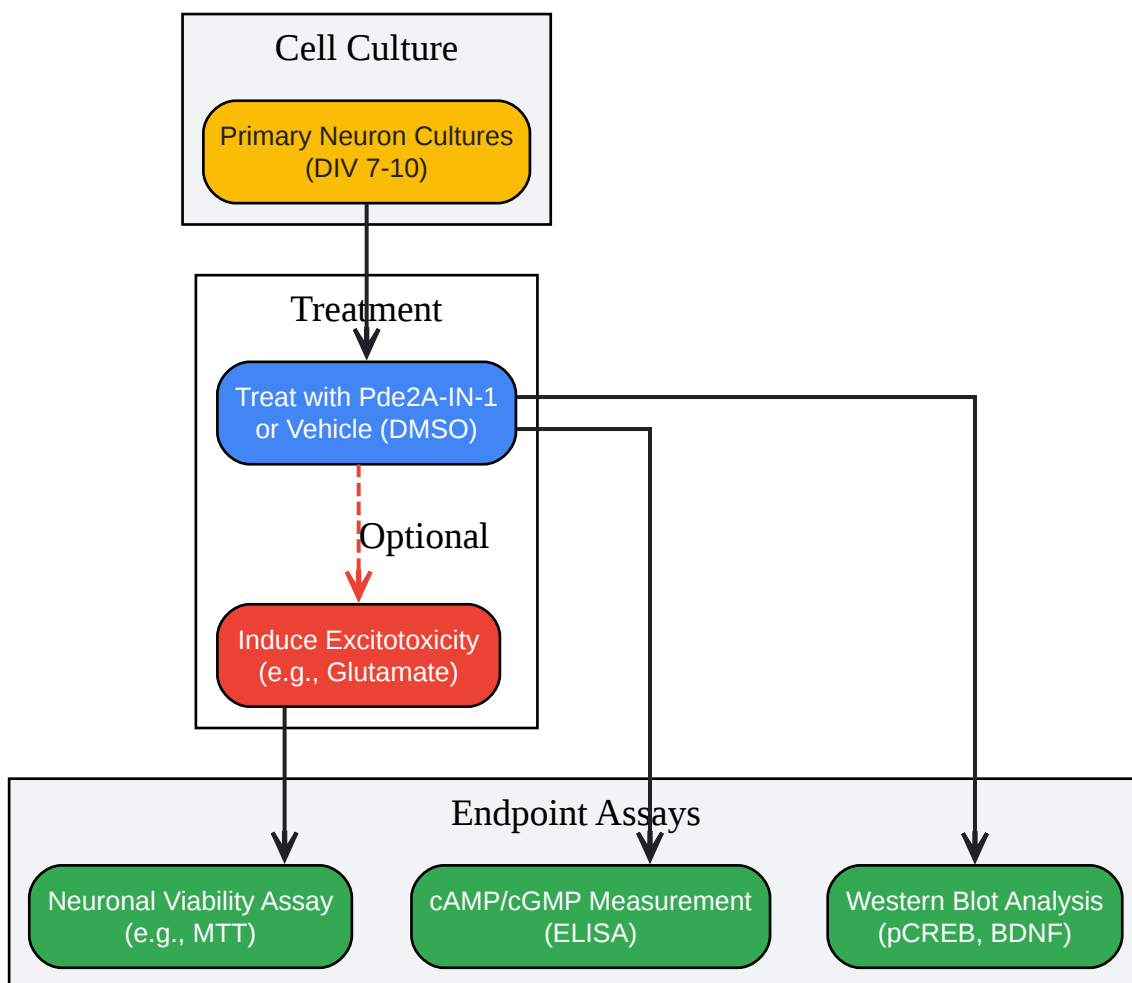 Cell Culture
Primary Neuron Cultures
(DIV 7-10)
Treatment
Treat with Pde2A-IN-1
or Vehicle (DMSO)
Optional
Induce Excitotoxicity
(e.g., Glutamate)
Endpoint Assays
Neuronal Viability Assay
(e.g., MTT)
cAMP/cGMP Measurement
(ELISA)
Western Blot Analysis
(pCREB, BDNF)